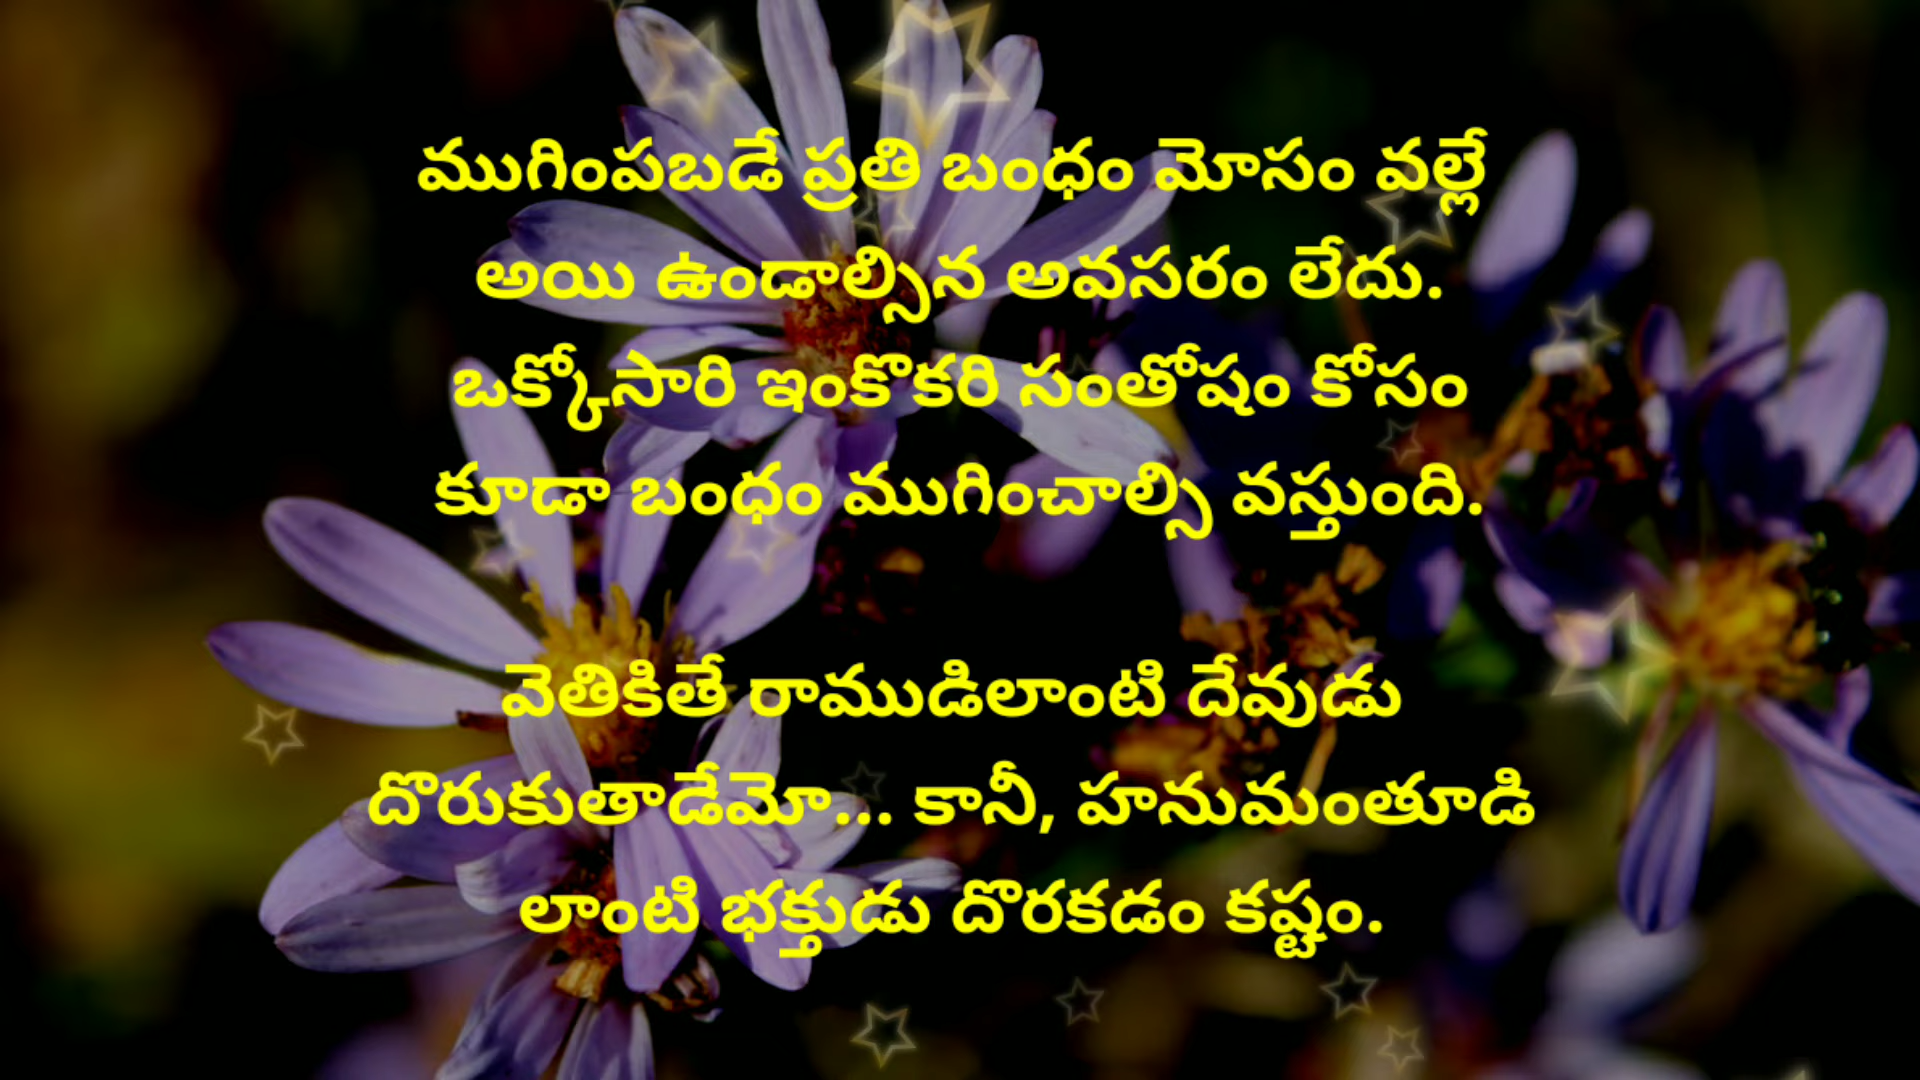 ముగింపబడే ప్రతి బంధం మోసం వల్లే
అయి ఉండాల్సిన అవసరం లేదు.
ఒక్కోసారి ఇంకొకరి సంతోషం కోసం
కూడా బంధం ముగించాల్సి వస్తుంది.
వెతికితే రాముడిలాంటి దేవుడు
దొరుకుతాడేమో... కానీ, హనుమంతూడి
లాంటి భక్తుడు దొరకడం కష్టం.